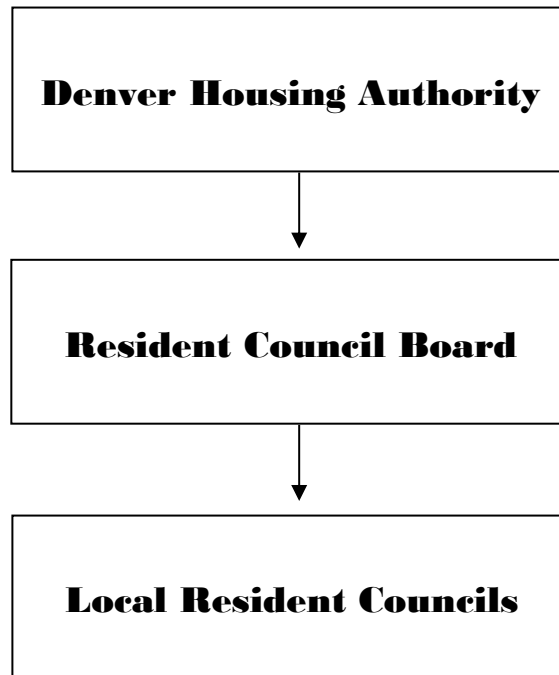 Denver Housing Authority
Resident Council Board
Local Resident Councils